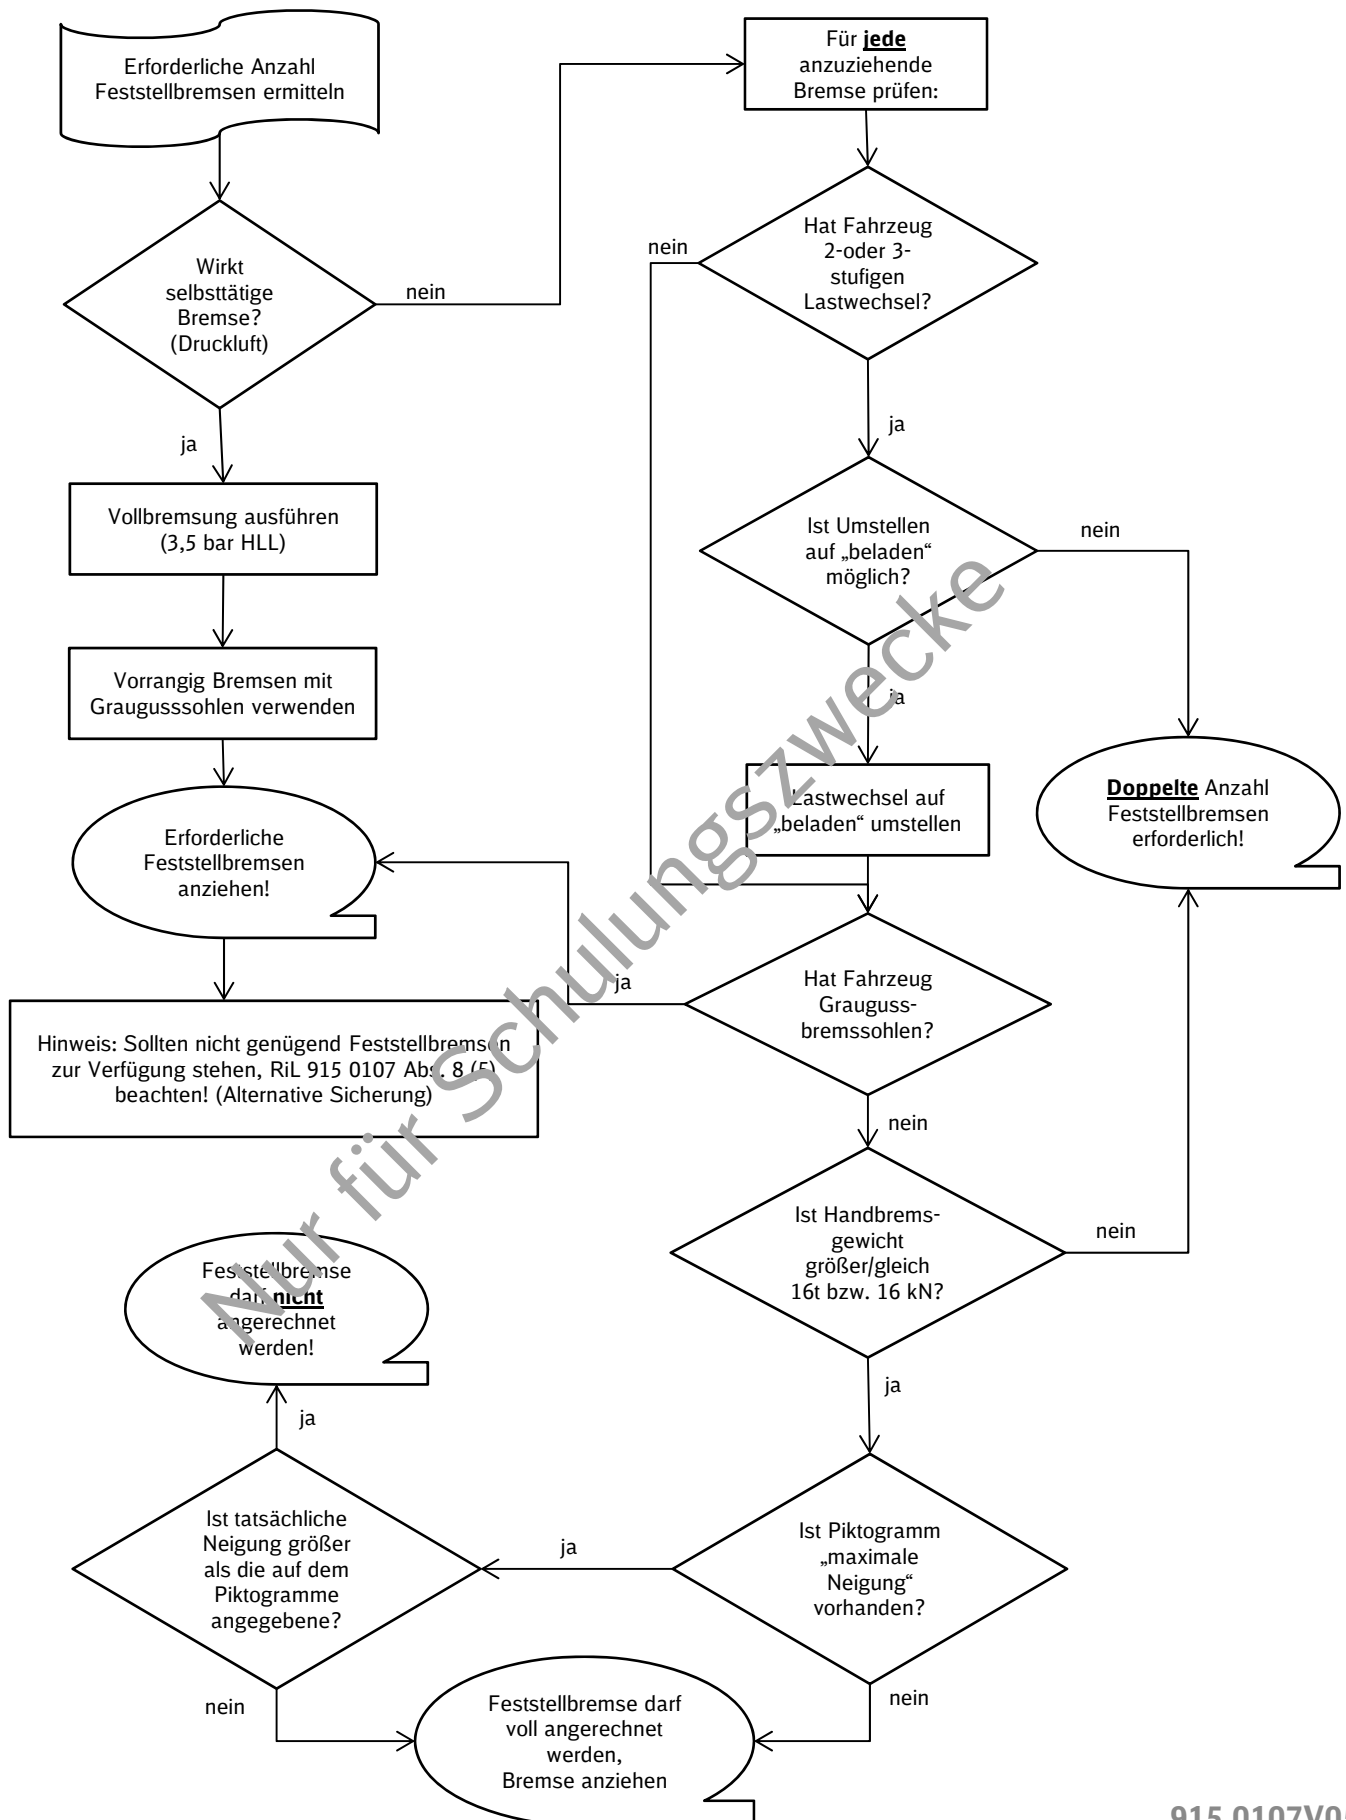 Erforderliche Anzahl
Feststellbremsen ermitteln
Wirkt
selbsttätige
Bremse?
(Druckluft)
nein
ja
Vollbremsung ausführen
(3,5 bar HLL)
Vorrangig Bremsen mit
Graugusssohlen verwenden
Erforderliche
Feststellbremsen
anziehen!
Hinweis: Sollten nicht genügend Feststellbremsen
zur Verfügung stehen, RiL 915 0107 Abs. 8 (5)
beachten! (Alternative Sicherung)
Für jede
anzuziehende
Bremse prüfen:
Hat Fahrzeug
2-oder 3-
stufigen
Lastwechsel?
nein
ja
Ist Umstellen
auf „beladen“
möglich?
nein
ja
Lastwechsel auf
„beladen“ umstellen
Doppelte Anzahl
Feststellbremsen
erforderlich!
Hat Fahrzeug
Grauguss-
bremssohlen?
ja
nein
Ist Handbrems-
gewicht
größer/gleich
16t bzw. 16 kN?
nein
ja
Ist Piktogramm
„maximale
Neigung“
vorhanden?
ja
nein
Ist tatsächliche
Neigung größer
als die auf dem
Piktogramme
angegebene?
ja
nein
Feststellbremse
darf nicht
angerechnet
werden!
Feststellbremse darf
voll angerechnet
werden,
Bremse anziehen
Nur für Schulungszwecke